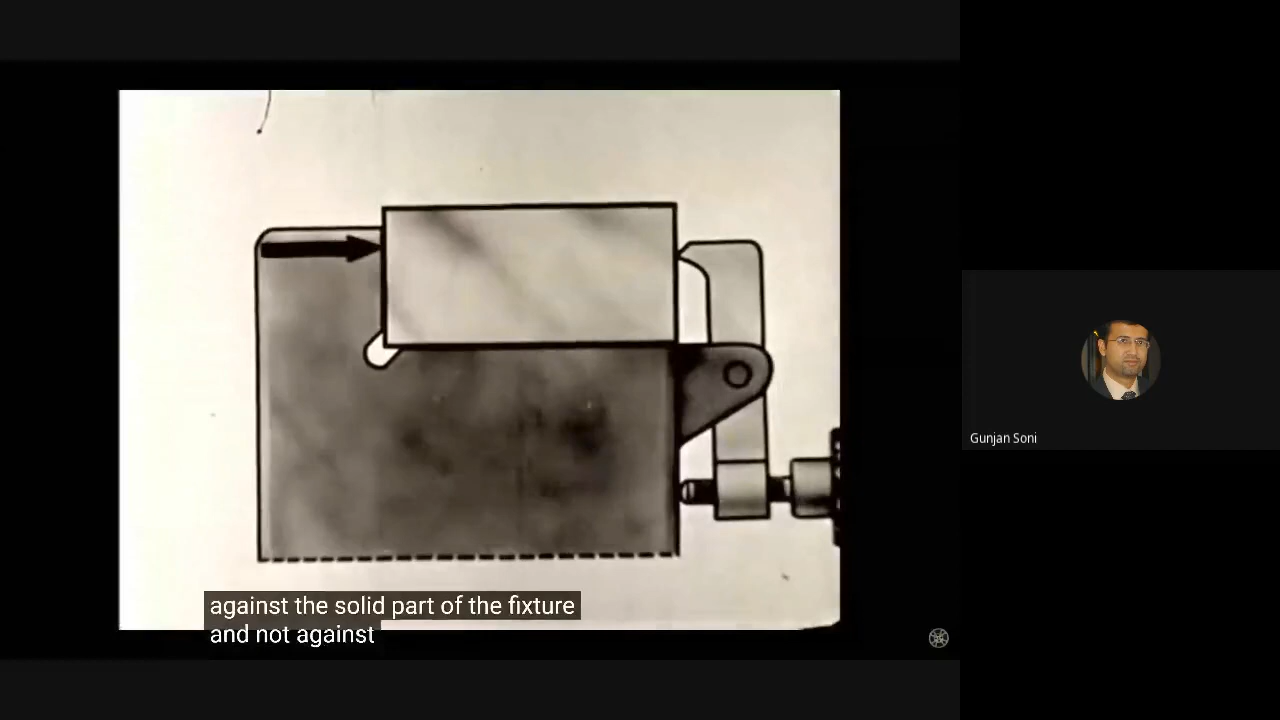 against the solid part of the fixture
and not against
Gunjan Soni